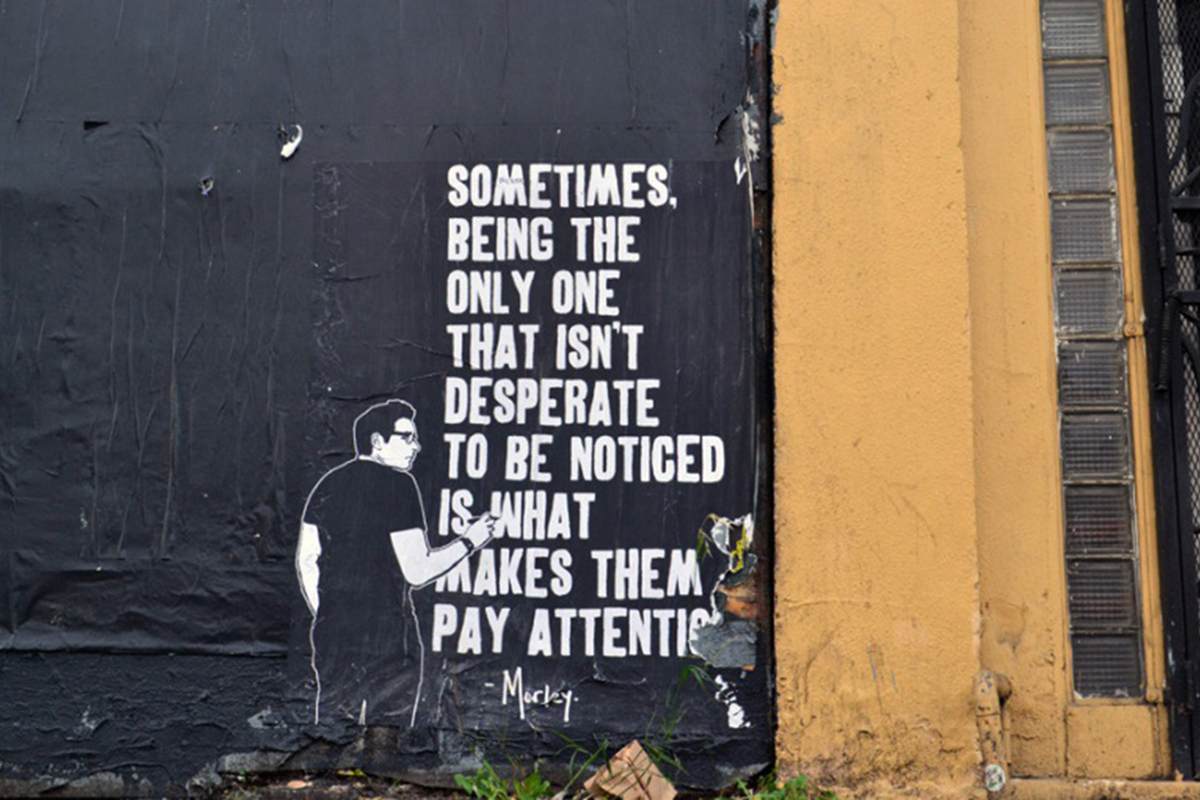 SOMETIMES,
BEING THE
ONLY ONE
THAT ISN'T
DESPERATE
TO BE NOTICED
IS WHAT
MAKES THEM
PAY ATTENTIO
- Morley.